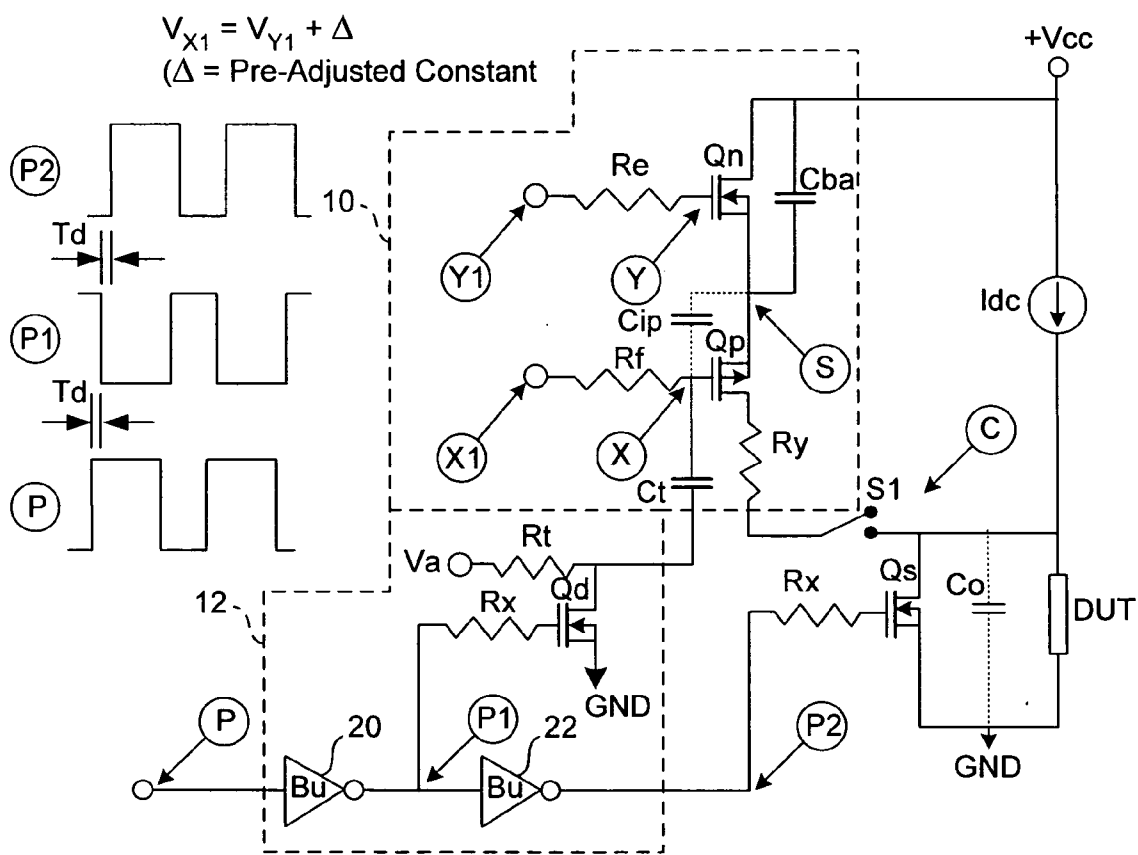 V_X1 = V_Y1 + Δ
(Δ = Pre-Adjusted Constant
+Vcc
P2
10
Re
Qn
Cba
Td
Y1
Y
Idc
P1
Cip
Qp
S
Rf
Td
X1
X
Ry
C
P
Ct
S1
Rt
Va
Qd
Rx
Qs
Co
DUT
12
Rx
GND
P
20
P1
22
P2
GND
Bu
Bu